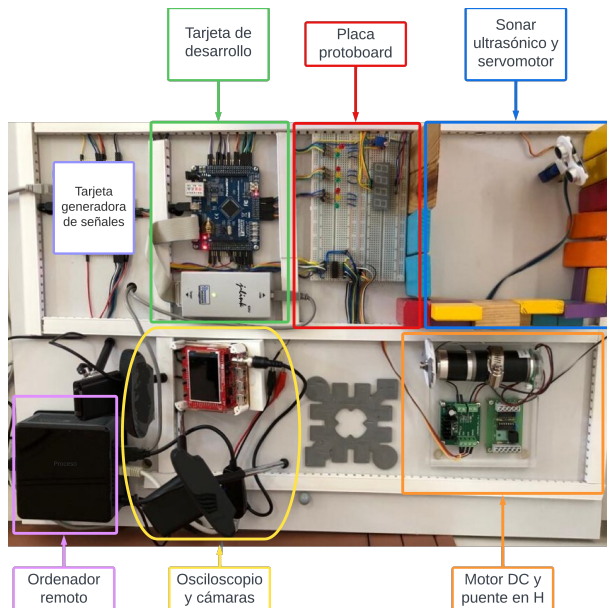 Tarjeta de
desarrollo
Placa
protoboard
Sonar
ultrasónico y
servomotor
Tarjeta
generadora
de señales
j-link
Ordenador
remoto
Osciloscopio
y cámaras
Motor DC y
puente en H